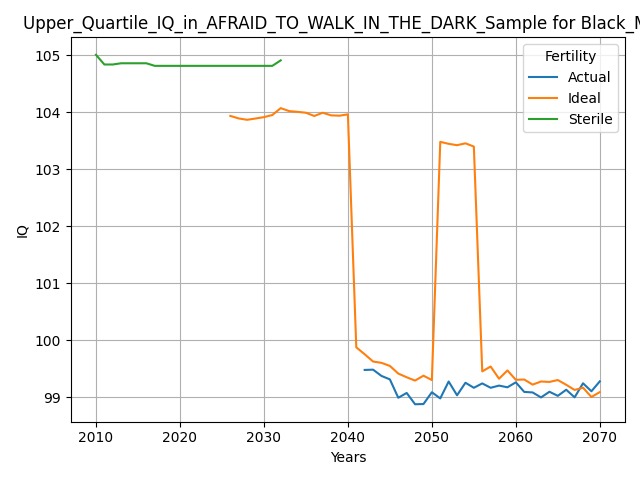 Upper_Quartile_IQ_in_AFRAID_TO_WALK_IN_THE_DARK_Sample for Black_M
Fertility
Actual
Ideal
Sterile
105
104
103
102
101
100
99
IQ
2010 2020 2030 2040 2050 2060 2070
Years